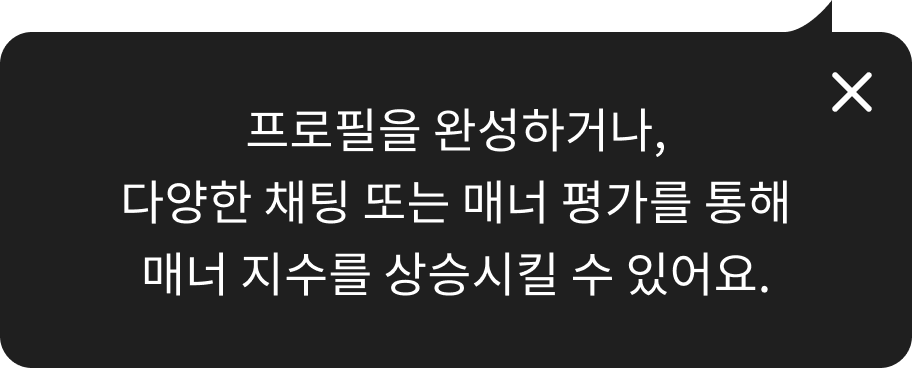 프로필을 완성하거나,
다양한 채팅 또는 매너 평가를 통해
매너 지수를 상승시킬 수 있어요.